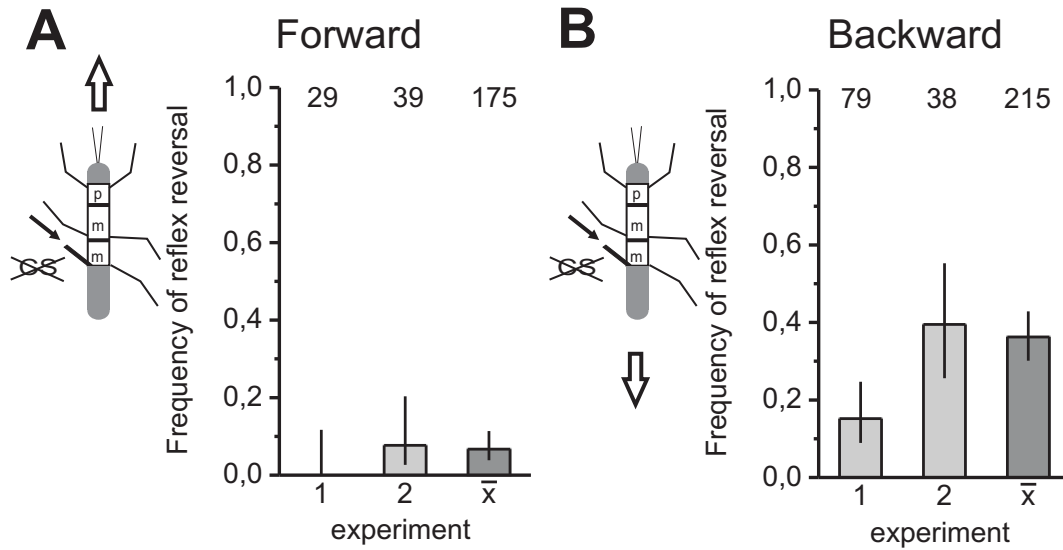 A
Forward
Frequency of reflex reversal
1,0
0,8
0,6
0,4
0,2
0,0
29 39 175
p
m
m
CS
1 2 x̅
experiment
B
Backward
Frequency of reflex reversal
1,0
0,8
0,6
0,4
0,2
0,0
79 38 215
p
m
m
CS
1 2 x̅
experiment